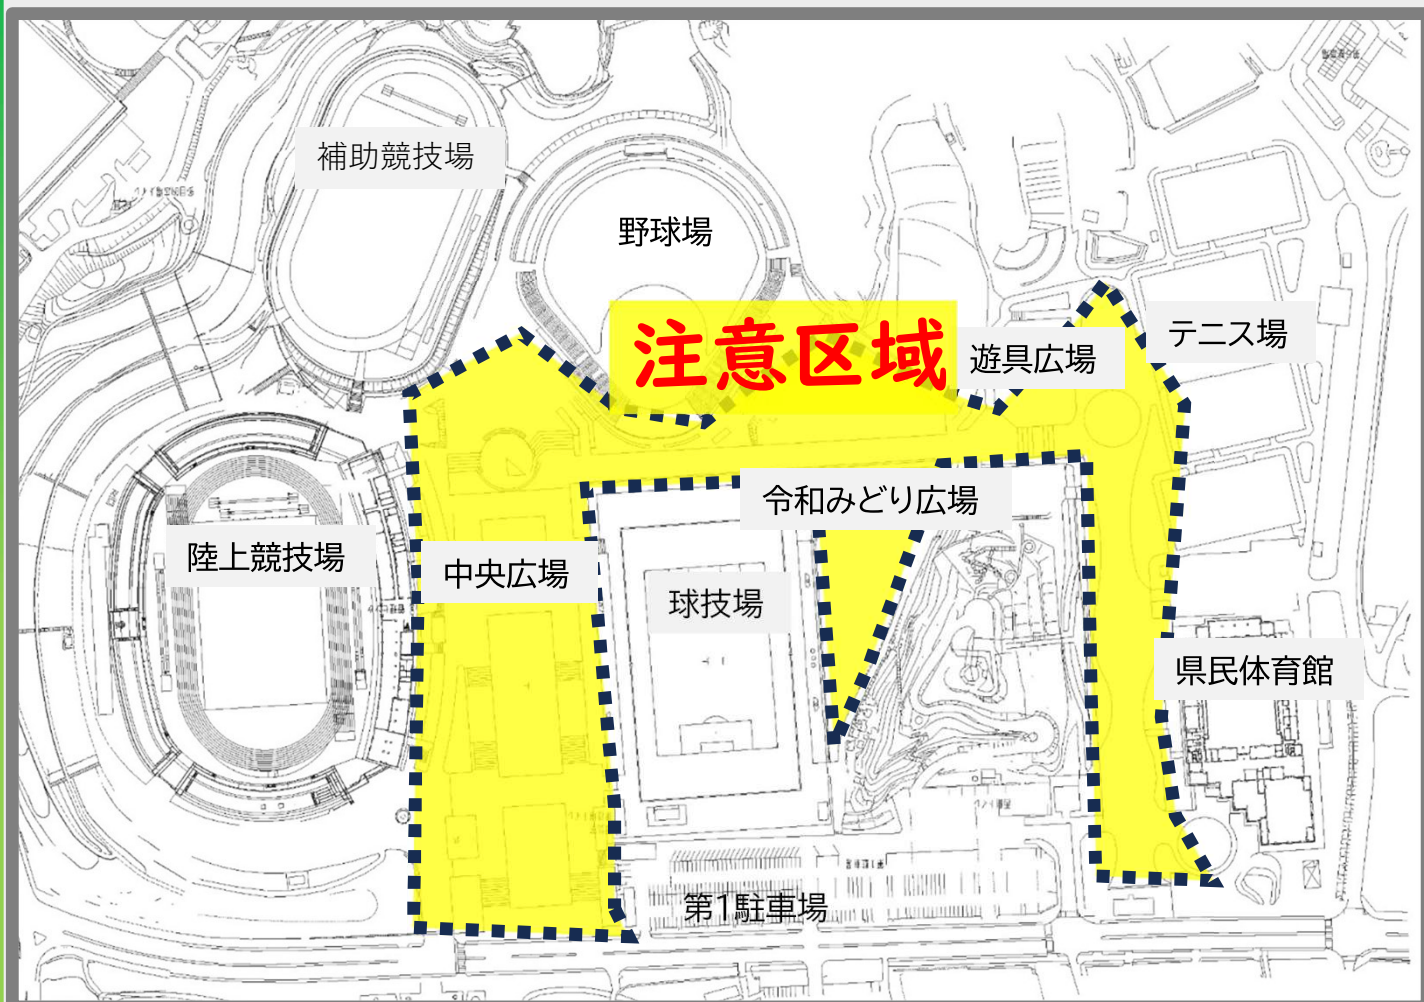 補助競技場
野球場
注意区域
テニス場
遊具広場
令和みどり広場
陸上競技場
中央広場
球技場
県民体育館
第1駐車場